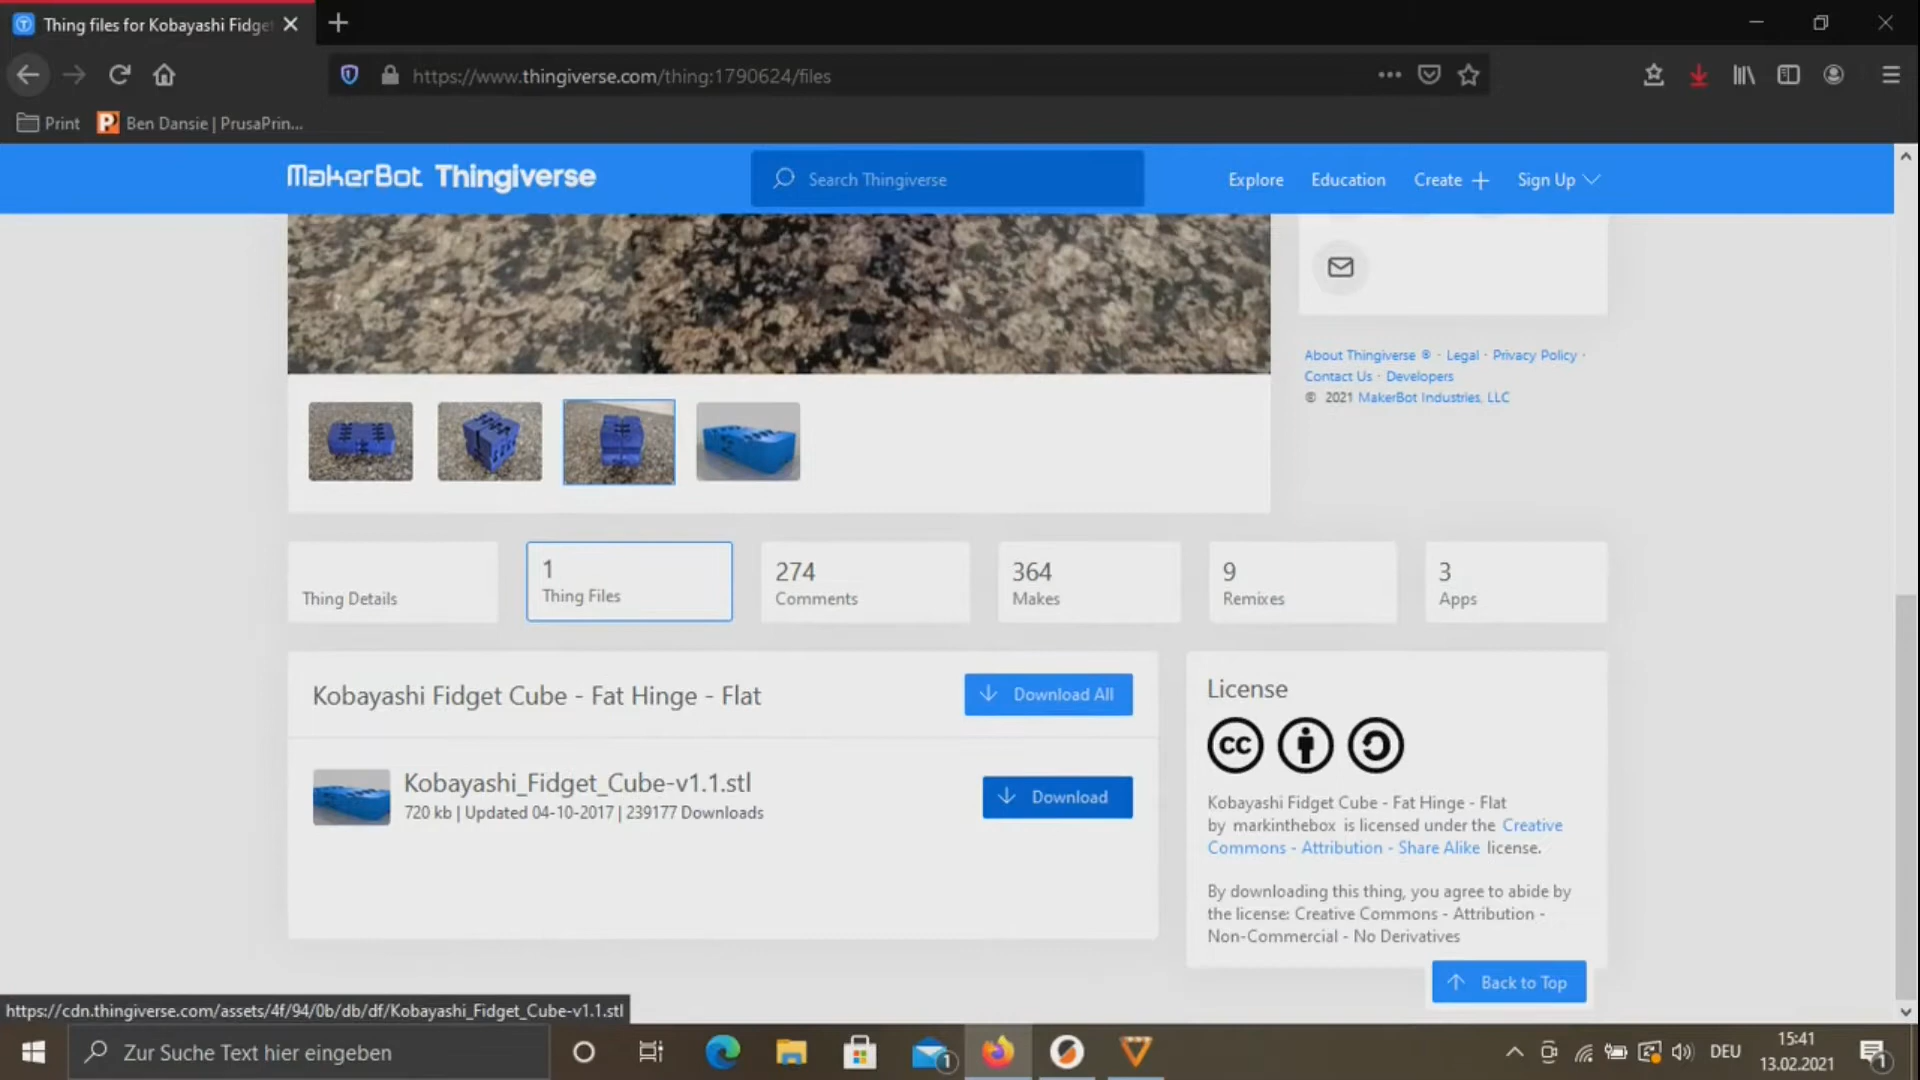 Thing files for Kobayashi Fidge
https://www.thingiverse.com/thing:1790624/files
Print
Ben Dansie | PrusaPrin...
MakerBot Thingiverse
Search Thingiverse
Explore
Education
Create
Sign Up
About Thingiverse ® · Legal · Privacy Policy ·
Contact Us · Developers
© 2021 MakerBot Industries, LLC
Thing Details
1
Thing Files
274
Comments
364
Makes
9
Remixes
3
Apps
Kobayashi Fidget Cube - Fat Hinge - Flat
Download All
Kobayashi_Fidget_Cube-v1.1.stl
720 kb | Updated 04-10-2017 | 239177 Downloads
Download
License
cc
Kobayashi Fidget Cube - Fat Hinge - Flat
by markinthebox is licensed under the Creative
Commons - Attribution - Share Alike license.
By downloading this thing, you agree to abide by
the license: Creative Commons - Attribution -
Non-Commercial - No Derivatives
Back to Top
https://cdn.thingiverse.com/assets/4f/94/0b/db/df/Kobayashi_Fidget_Cube-v1.1.stl
Zur Suche Text hier eingeben
1
DEU
15:41
13.02.2021
1